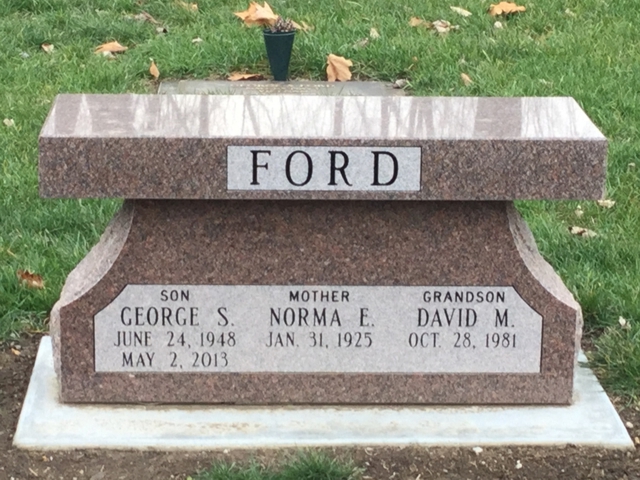 FORD
SON
GEORGE S.
JUNE 24, 1948
MAY 2, 2013
MOTHER
NORMA E.
JAN. 31, 1925
GRANDSON
DAVID M.
OCT. 28, 1981